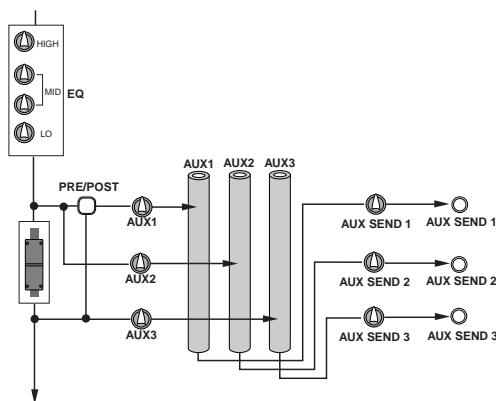 HIGH
MID
EQ
LO
AUX1
AUX2
AUX3
PRE/POST
AUX1
AUX SEND 1
AUX SEND 1
AUX2
AUX SEND 2
AUX SEND 2
AUX3
AUX SEND 3
AUX SEND 3